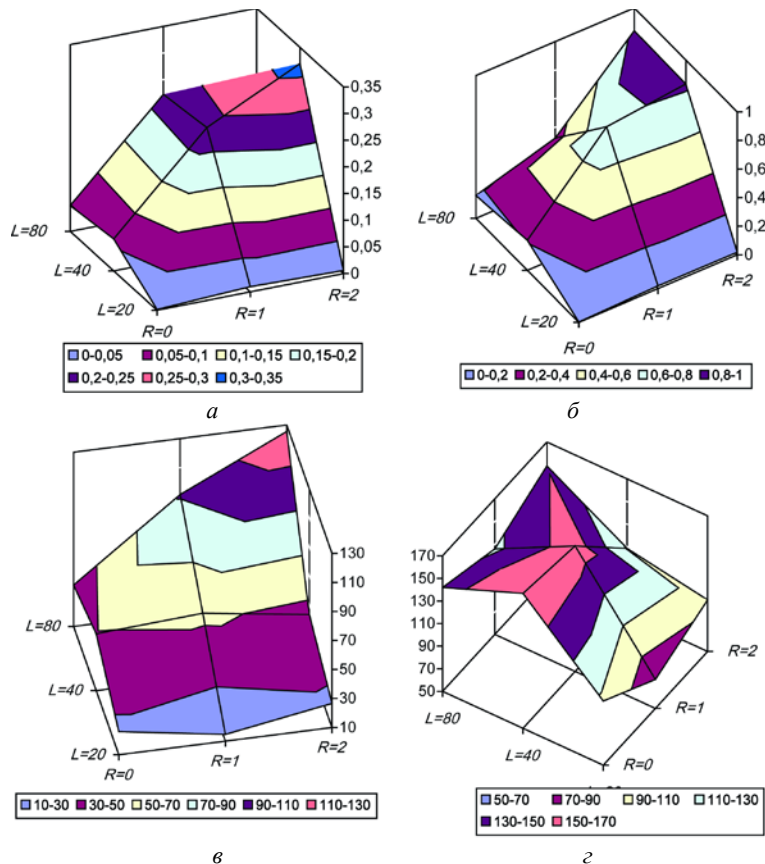 0,35
0,3
0,25
0,2
0,15
0,1
0,05
0
L=80
L=40
L=20
R=0
R=1
R=2
0-0,05 0,05-0,1 0,1-0,15 0,15-0,2
0,2-0,25 0,25-0,3 0,3-0,35
а
1
0,8
0,6
0,4
0,2
0
L=80
L=40
L=20
R=0
R=1
R=2
0-0,2 0,2-0,4 0,4-0,6 0,6-0,8 0,8-1
б
130
110
90
70
50
30
10
L=80
L=40
L=20
R=0
R=1
R=2
10-30 30-50 50-70 70-90 90-110 110-130
в
170
150
130
110
90
70
50
L=80
L=40
R=0
R=1
R=2
50-70 70-90 90-110 110-130
130-150 150-170
г